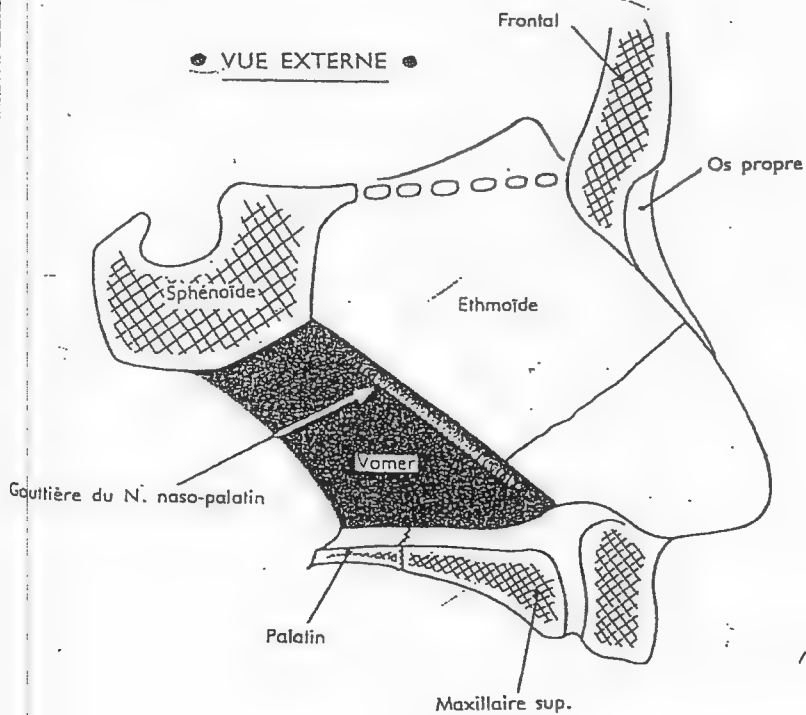 Frontal
• VUE EXTERNE •
Os propre
Sphénoïde
Ethmoïde
Vomer
Gouttière du N. naso-palatin
Palatin
Maxillaire sup.